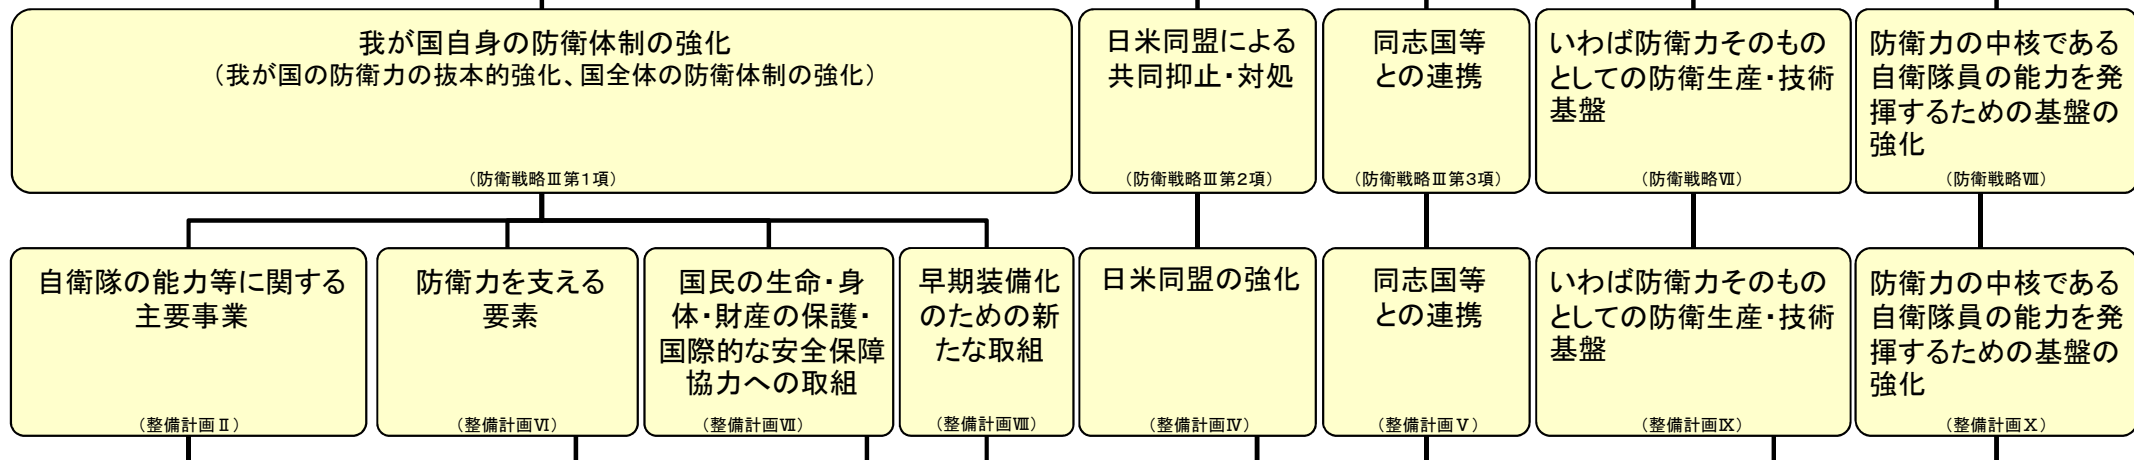 我が国自身の防衛体制の強化
（我が国の防衛力の抜本的強化、国全体の防衛体制の強化）
（防衛戦略Ⅲ第1項）
日米同盟による
共同抑止・対処
（防衛戦略Ⅲ第2項）
同志国等
との連携
（防衛戦略Ⅲ第3項）
いわば防衛力そのもの
としての防衛生産・技術
基盤
（防衛戦略Ⅶ）
防衛力の中核である
自衛隊員の能力を発
揮するための基盤の
強化
（防衛戦略Ⅷ）
自衛隊の能力等に関する
主要事業
（整備計画Ⅱ）
防衛力を支える
要素
（整備計画Ⅵ）
国民の生命・身
体・財産の保護・
国際的な安全保障
協力への取組
（整備計画Ⅶ）
早期装備化
のための新
たな取組
（整備計画Ⅷ）
日米同盟の強化
（整備計画Ⅳ）
同志国等
との連携
（整備計画Ⅴ）
いわば防衛力そのもの
としての防衛生産・技術
基盤
（整備計画Ⅸ）
防衛力の中核である
自衛隊員の能力を発
揮するための基盤の
強化
（整備計画Ⅹ）